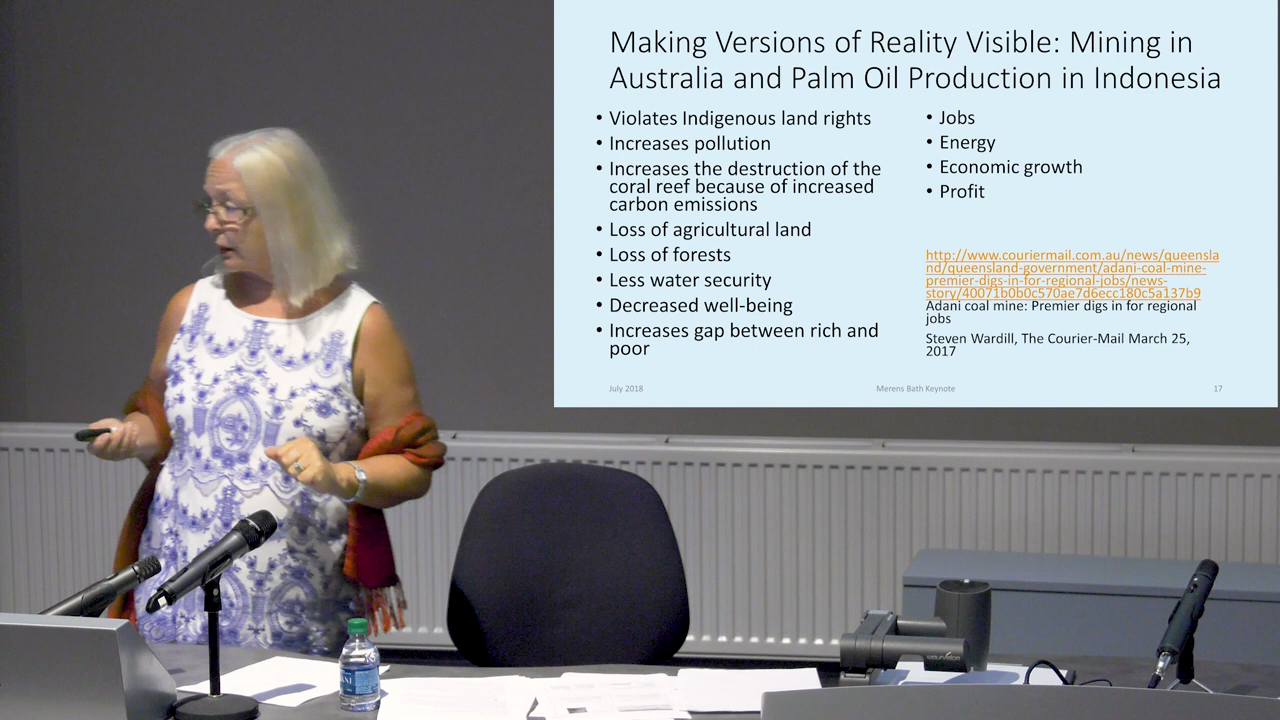 Making Versions of Reality Visible: Mining in
Australia and Palm Oil Production in Indonesia
• Violates Indigenous land rights
• Increases pollution
• Increases the destruction of the
coral reef because of increased
carbon emissions
• Loss of agricultural land
• Loss of forests
• Less water security
• Decreased well-being
• Increases gap between rich and
poor
• Jobs
• Energy
• Economic growth
• Profit
http://www.couriermail.com.au/news/queensla
nd/queensland-government/adani-coal-mine-
premier-digs-in-for-regional-jobs/news-
story/40071b0b0c570ae7d6ecc180c5a137b9
Adani coal mine: Premier digs in for regional
jobs
Steven Wardill, The Courier-Mail March 25,
2017
July 2018
Merens Bath Keynote
17